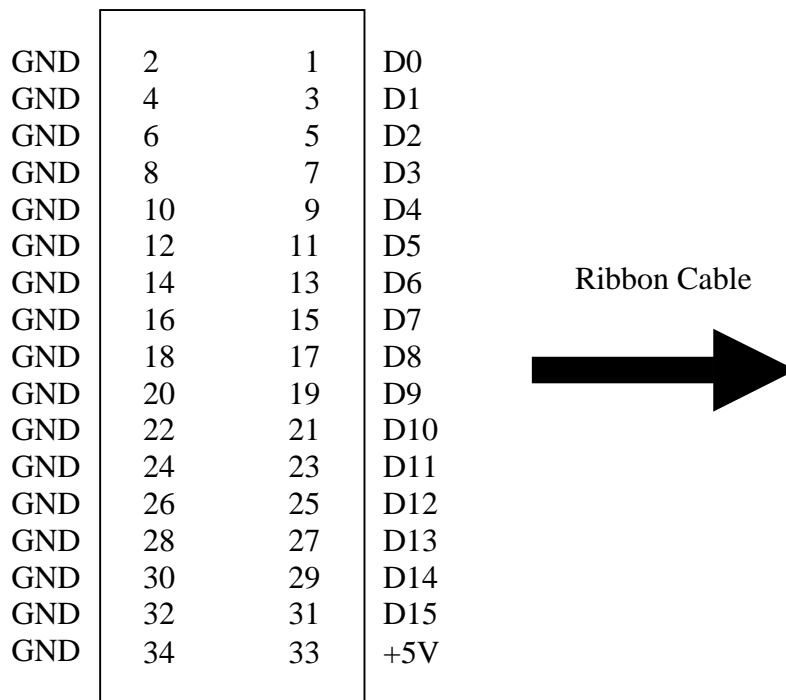 GND 2 1 D0
GND 4 3 D1
GND 6 5 D2
GND 8 7 D3
GND 10 9 D4
GND 12 11 D5
GND 14 13 D6
GND 16 15 D7
GND 18 17 D8
GND 20 19 D9
GND 22 21 D10
GND 24 23 D11
GND 26 25 D12
GND 28 27 D13
GND 30 29 D14
GND 32 31 D15
GND 34 33 +5V
Ribbon Cable